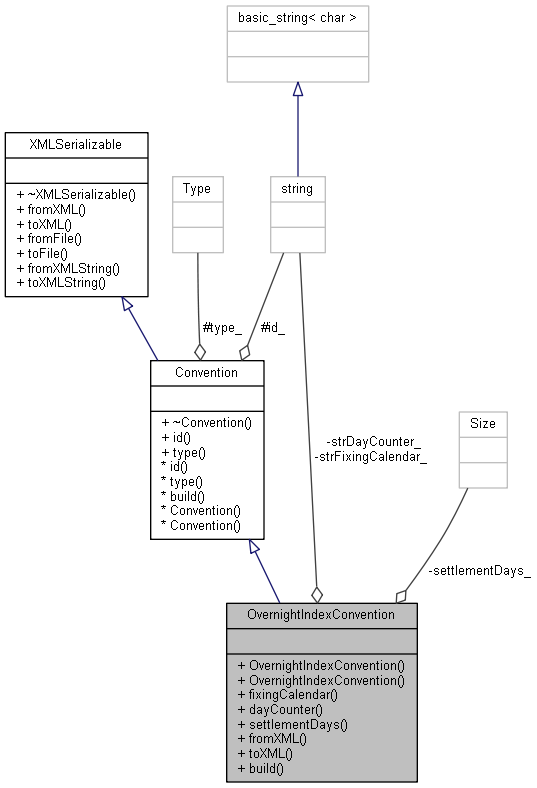 basic_string< char >
XMLSerializable
+ ~XMLSerializable()
+ fromXML()
+ toXML()
+ fromFile()
+ toFile()
+ fromXMLString()
+ toXMLString()
Type
string
#type_
#id_
Convention
+ ~Convention()
+ id()
+ type()
* id()
* type()
* build()
* Convention()
* Convention()
-strDayCounter_
-strFixingCalendar_
Size
-settlementDays_
OvernightIndexConvention
+ OvernightIndexConvention()
+ OvernightIndexConvention()
+ fixingCalendar()
+ dayCounter()
+ settlementDays()
+ fromXML()
+ toXML()
+ build()